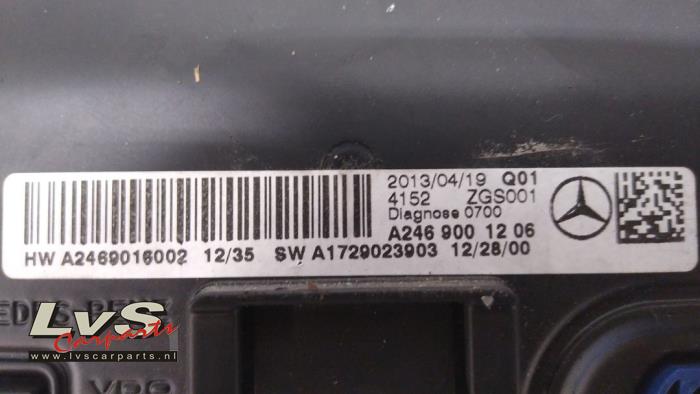 2013/04/19 Q01
4152 ZGS001
Diagnose 0700
A246 900 12 06
HW A2469016002 12/35 SW A1729023903 12/28/00
LvS
Carparts
www.lvscarparts.nl